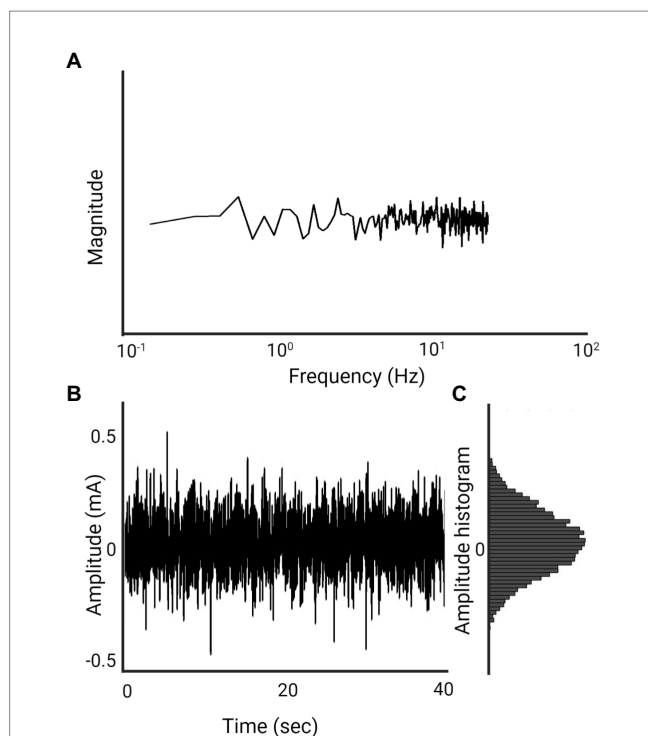 A
Magnitude
10⁻¹ 10⁰ 10¹ 10²
Frequency (Hz)
B
Amplitude (mA)
0.5
0
-0.5
0 20 40
Time (sec)
C
Amplitude histogram
0